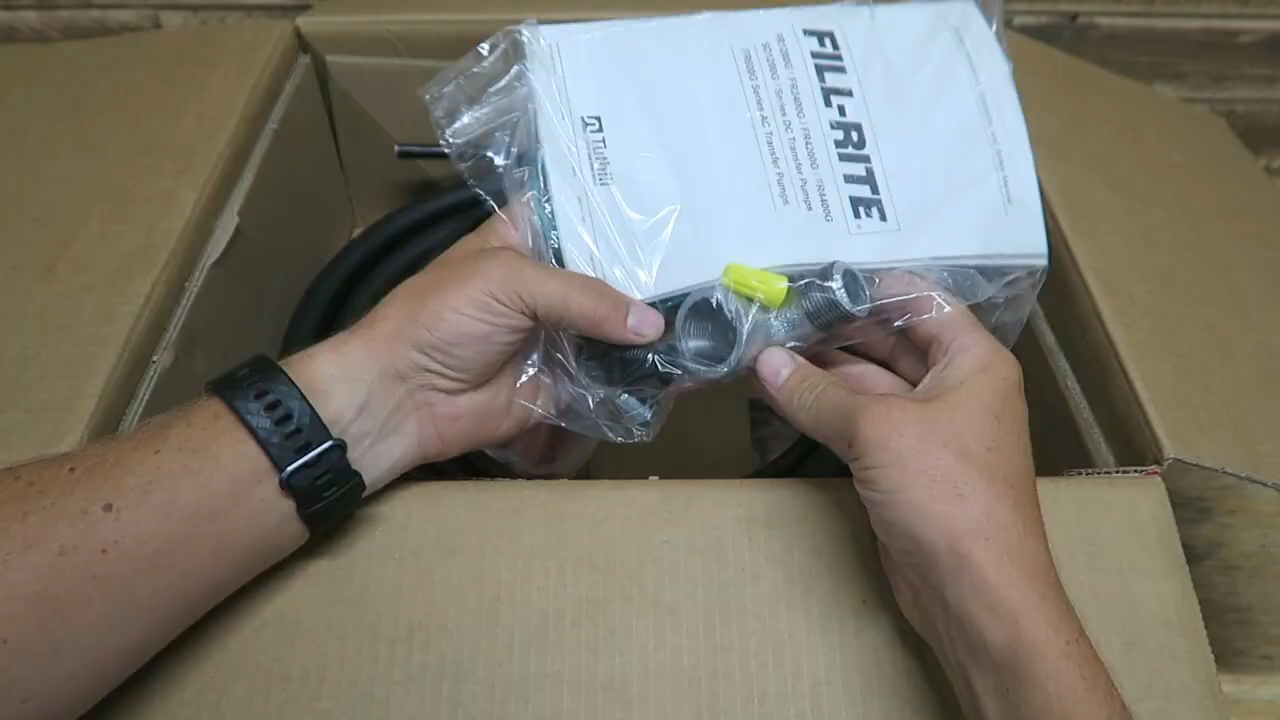 FILL-RITE
FR1200G / FR2400G / FR4200G / FR4400G
SD1200G / Series DC Transfer Pumps
FR600G Series AC Transfer Pumps
Tuthill